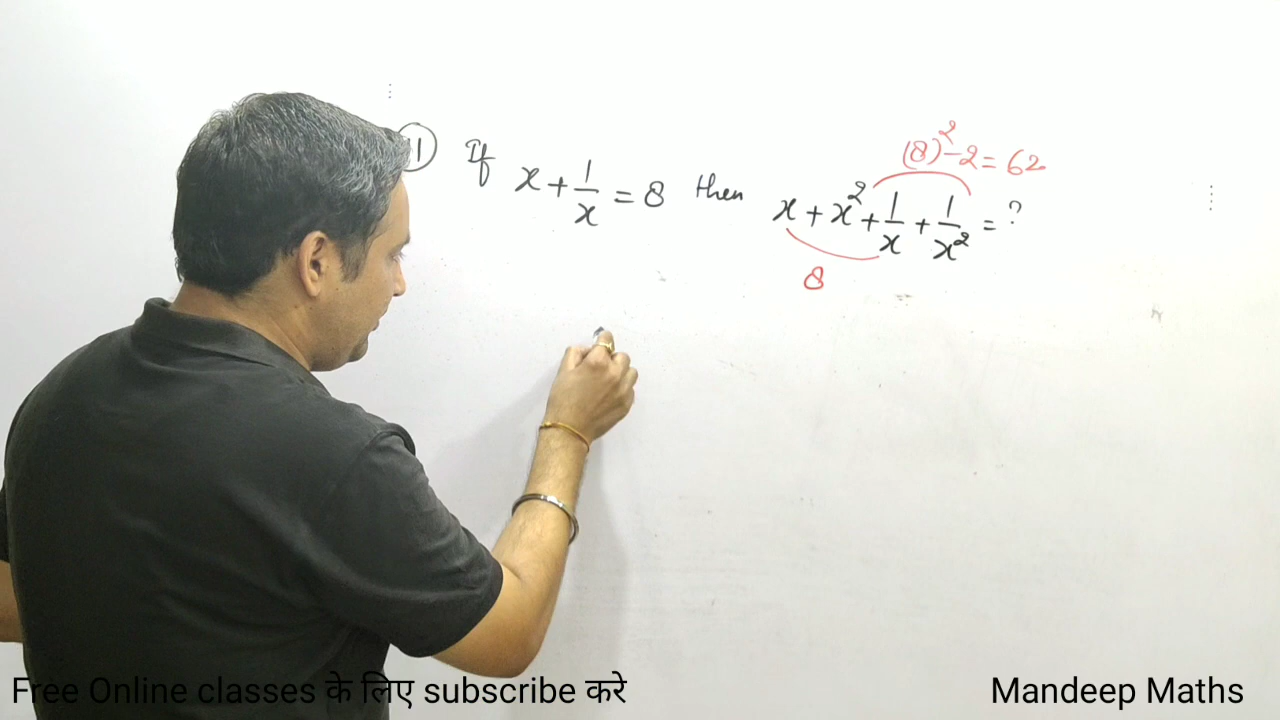 (8)² - 2 = 62
If x + 1/x = 8 then x + x² + 1/x + 1/x² = ?
8
Free Online classes के लिए subscribe करे
Mandeep Maths